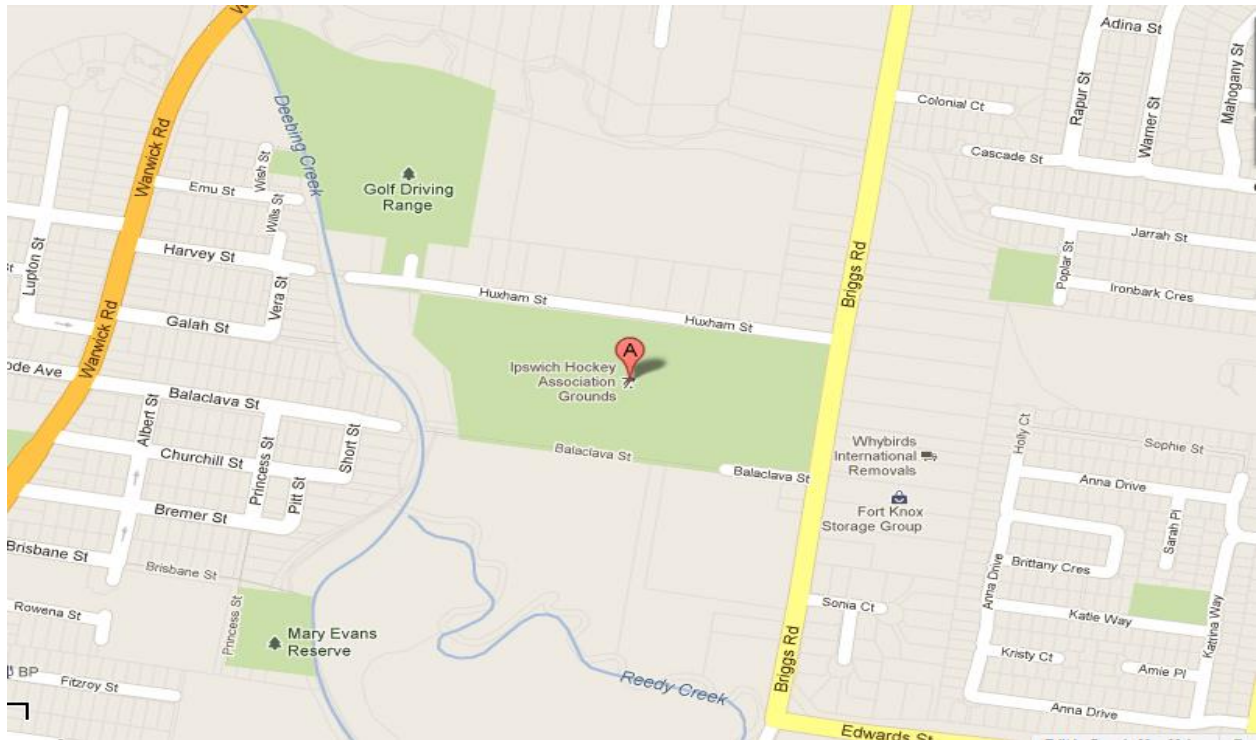 Adina St
Mahogany St
Rapur St
Warner St
Colonial Ct
Cascade St
Warwick Rd
Deebing Creek
Wish St
Emu St
Wills St
Golf Driving
Range
Jarrah St
Poplar St
Ironbark Cres
Briggs Rd
Lupton St
Harvey St
Vera St
Huxham St
Huxham St
Galah St
Warwick Rd
A
Ipswich Hockey
Association
Grounds
Balaclava St
Albert St
Princess St
Short St
Churchill St
Pitt St
Bremer St
Balaclava St
Balaclava St
Whybirds
International
Removals
Fort Knox
Storage Group
Holly Ct
Sophie St
Anna Drive
Sarah Pl
Brittany Cres
Anna Drive
Katie Way
Katrina Way
Brisbane St
Brisbane St
Rowena St
Princess St
Mary Evans
Reserve
BP
Fitzroy St
Sonia Ct
Kristy Ct
Amie Pl
Reedy Creek
Briggs Rd
Anna Drive
Edwards St